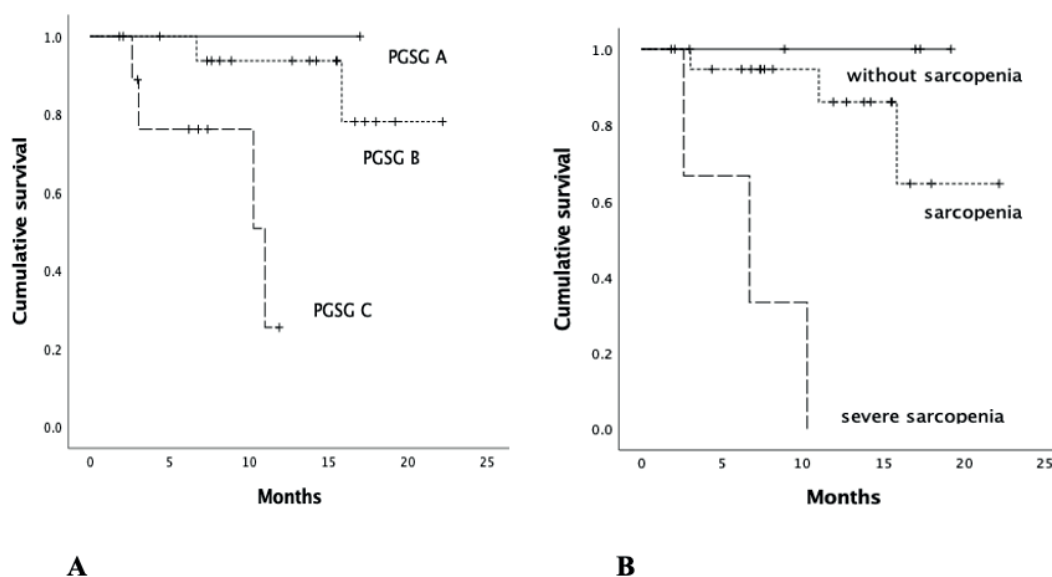 1.0
0.8
0.6
0.4
0.2
0.0
Cumulative survival
PGSG A
PGSG B
PGSG C
0 5 10 15 20 25
Months
A
1.0
0.8
0.6
0.4
0.2
0.0
Cumulative survival
without sarcopenia
sarcopenia
severe sarcopenia
0 5 10 15 20 25
Months
B